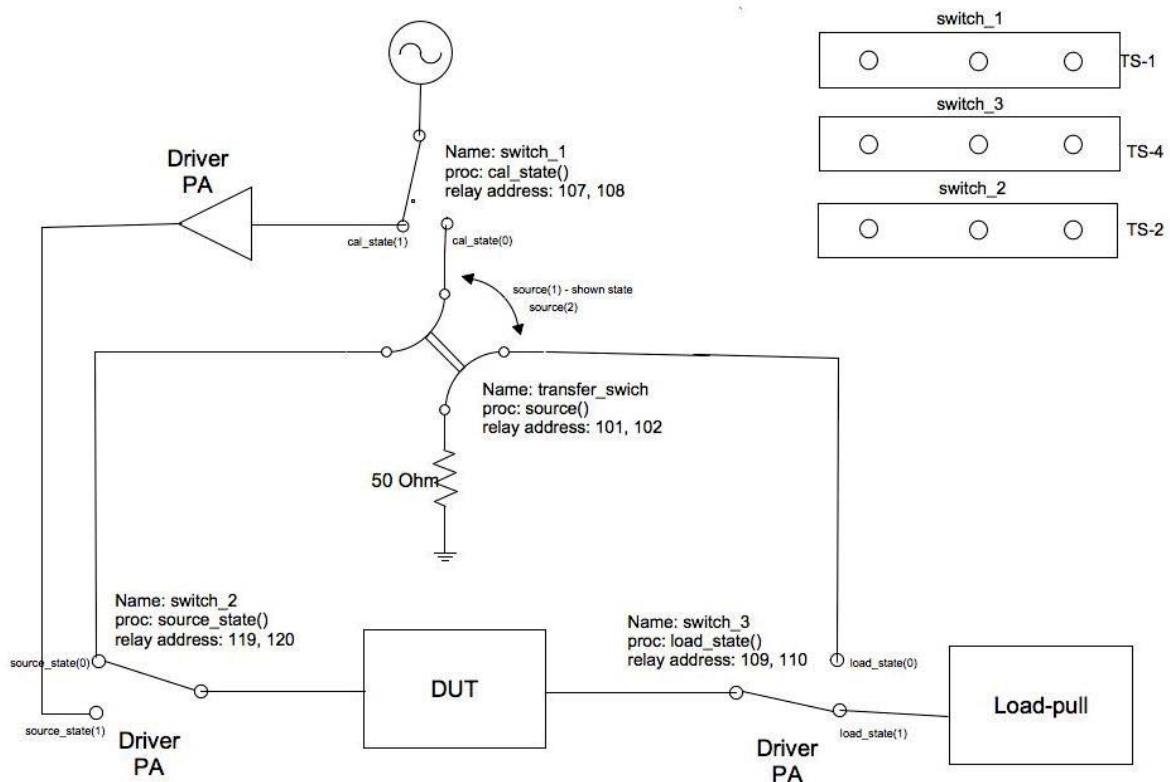 switch_1
TS-1
switch_3
TS-4
switch_2
TS-2
Driver
PA
Name: switch_1
proc: cal_state()
relay address: 107, 108
cal_state(1)
cal_state(0)
source(1) - shown state
source(2)
Name: transfer_swich
proc: source()
relay address: 101, 102
50 Ohm
Name: switch_2
proc: source_state()
relay address: 119, 120
source_state(0)
source_state(1)
Driver
PA
DUT
Name: switch_3
proc: load_state()
relay address: 109, 110
load_state(0)
load_state(1)
Driver
PA
Load-pull